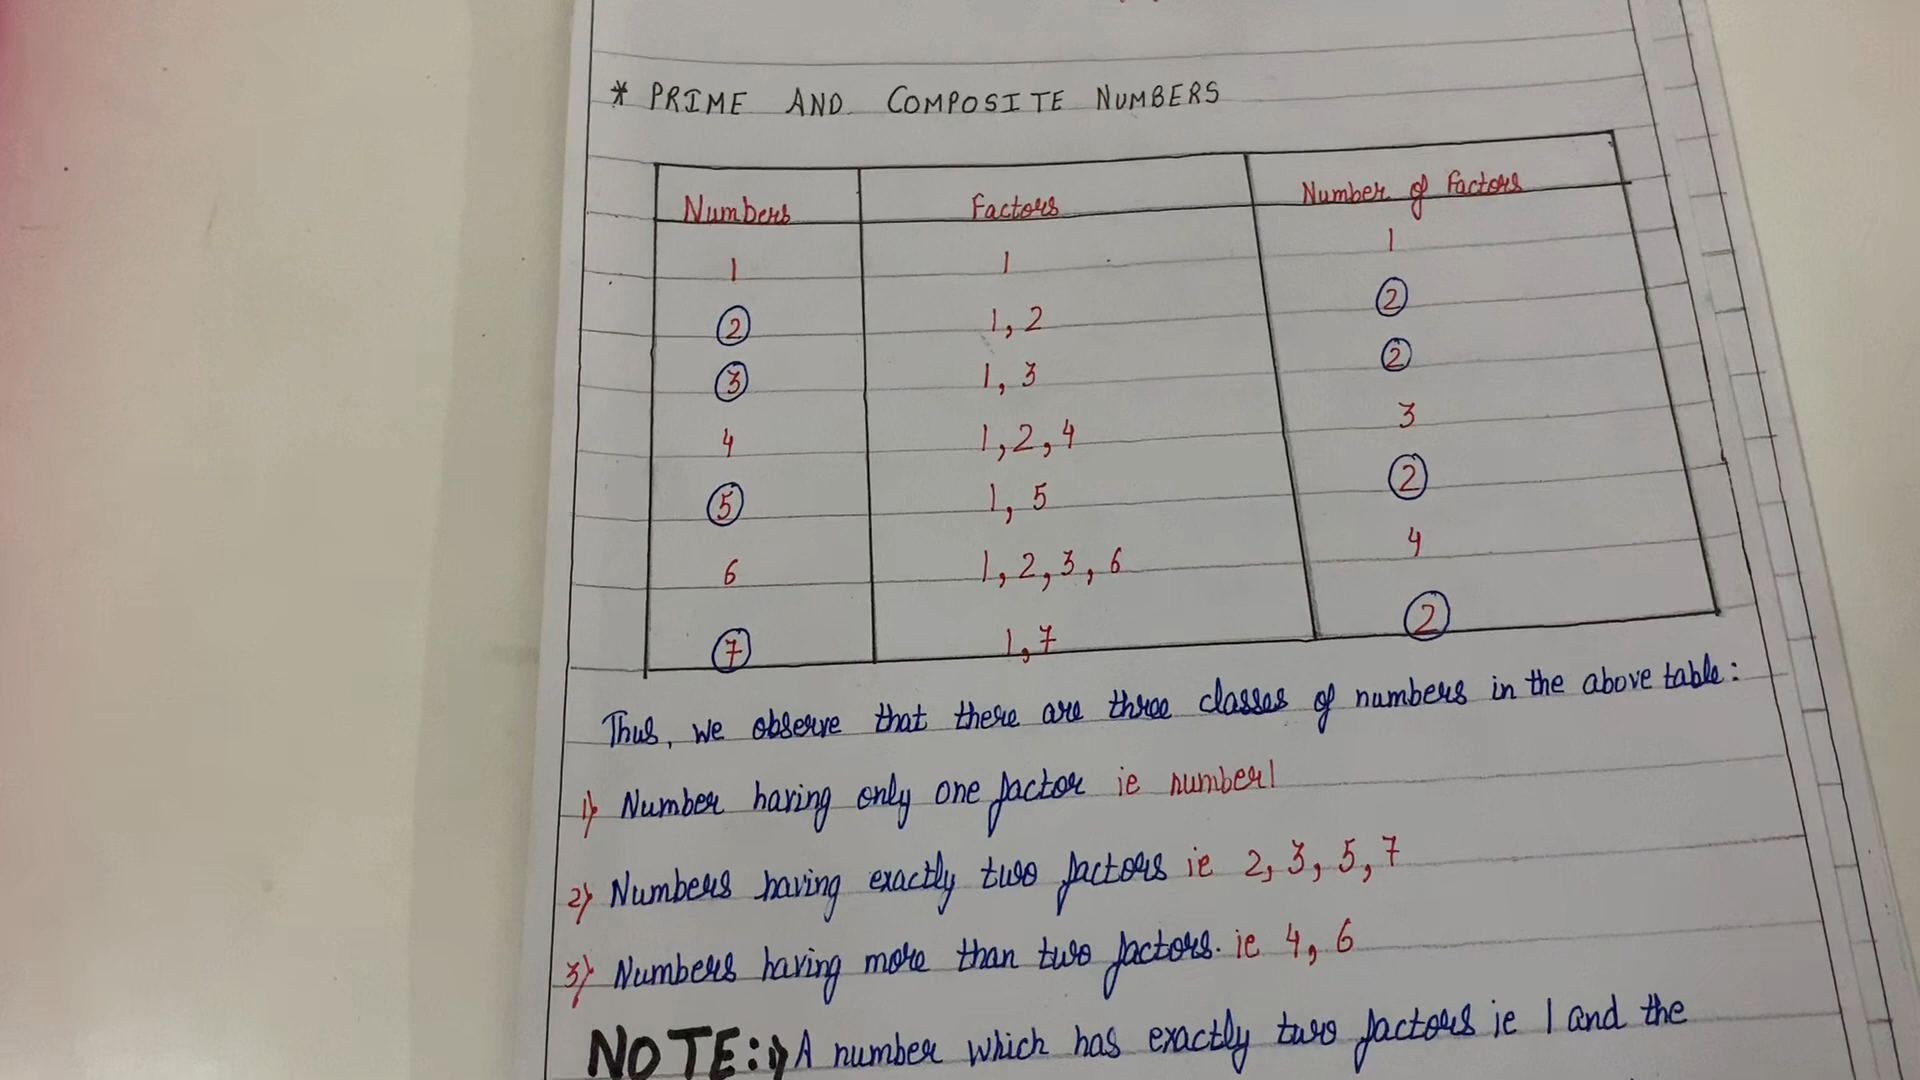 * PRIME AND COMPOSITE NUMBERS
Numbers Factors Number of Factors
1 1 1
2 1, 2 2
3 1, 3 2
4 1, 2, 4 3
5 1, 5 2
6 1, 2, 3, 6 4
7 1, 7 2
Thus, we observe that there are three classes of numbers in the above table:
1) Number having only one factor ie number 1
2) Numbers having exactly two factors ie 2, 3, 5, 7
3) Numbers having more than two factors. ie 4, 6
NOTE: 1) A number which has exactly two factors ie 1 and the